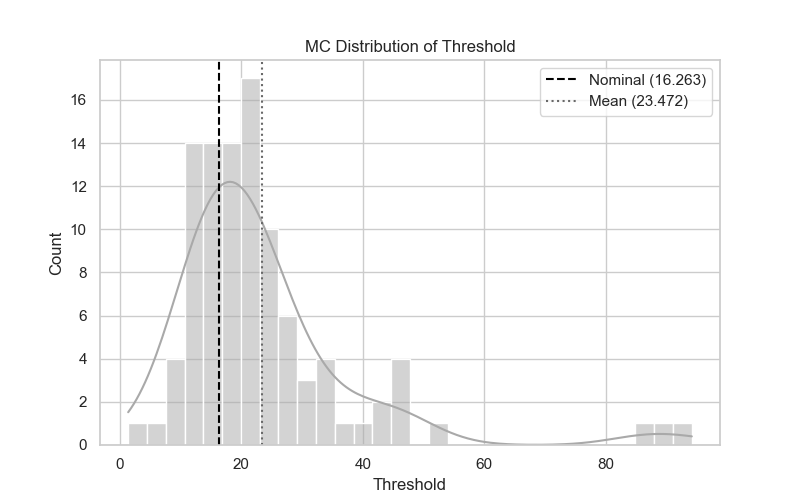 MC Distribution of Threshold
Nominal (16.263)
Mean (23.472)
Count
16
14
12
10
8
6
4
2
0
0 20 40 60 80
Threshold